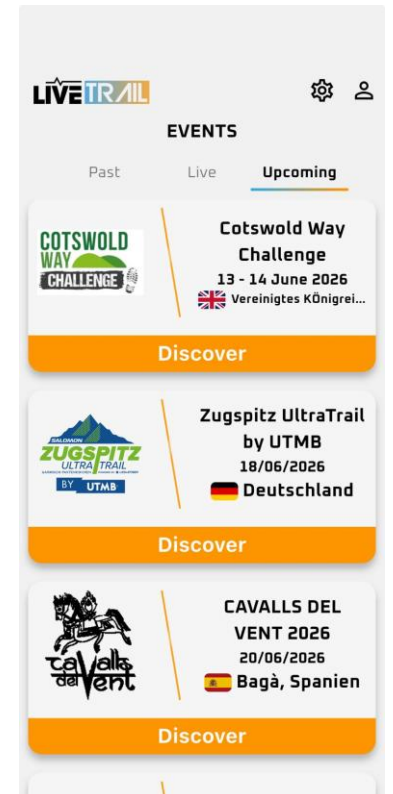 LIVETRAIL
EVENTS
Past Live Upcoming
COTSWOLD
WAY
CHALLENGE
Cotswold Way
Challenge
13 - 14 June 2026
Vereinigtes KÖnigrei...
Discover
SALOMON
ZUGSPITZ
ULTRA TRAIL
BY UTMB
Zugspitz UltraTrail
by UTMB
18/06/2026
Deutschland
Discover
cavalls
del vent
CAVALLS DEL
VENT 2026
20/06/2026
Bagà, Spanien
Discover